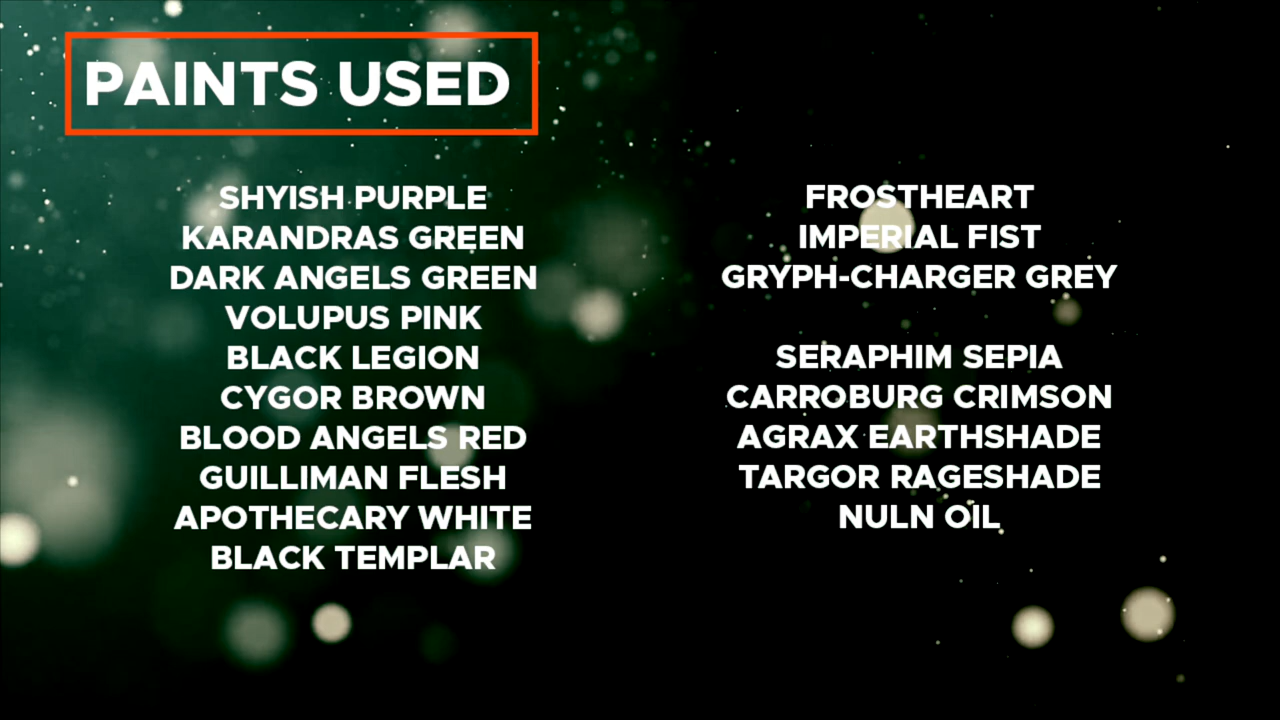 PAINTS USED
SHYISH PURPLE
KARANDRAS GREEN
DARK ANGELS GREEN
VOLUPUS PINK
BLACK LEGION
CYGOR BROWN
BLOOD ANGELS RED
GUILLIMAN FLESH
APOTHECARY WHITE
BLACK TEMPLAR
FROSTHEART
IMPERIAL FIST
GRYPH-CHARGER GREY
SERAPHIM SEPIA
CARROBURG CRIMSON
AGRAX EARTHSHADE
TARGOR RAGESHADE
NULN OIL